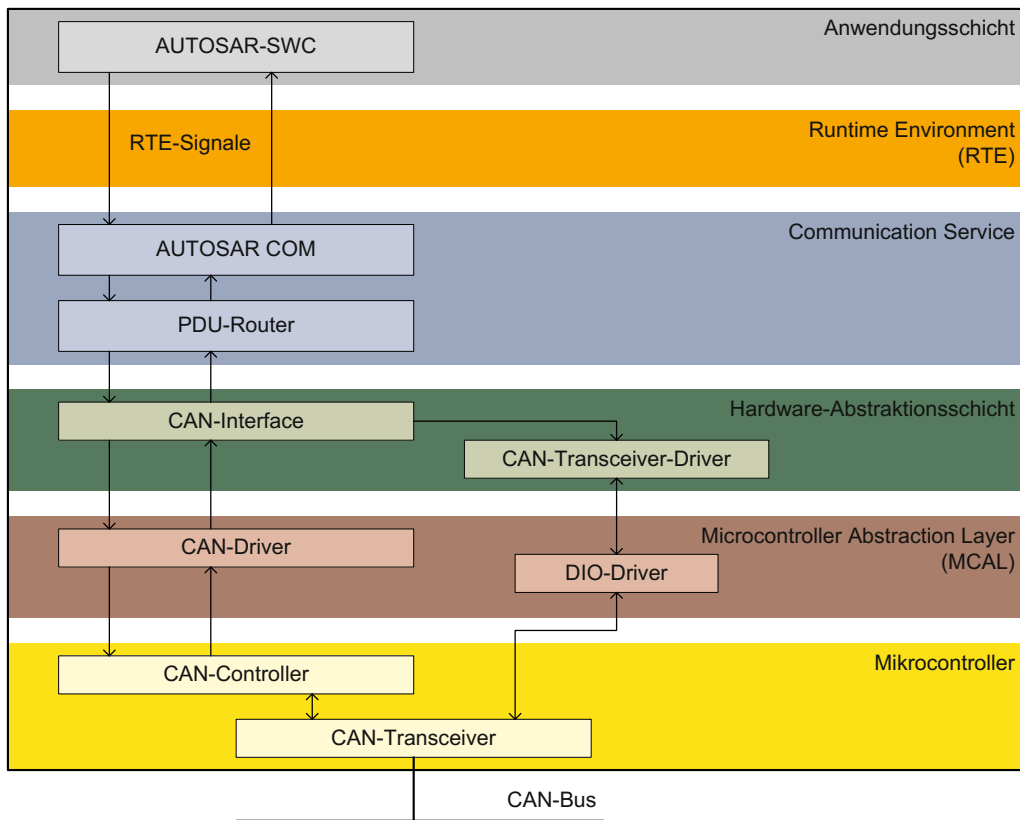 Anwendungsschicht
AUTOSAR-SWC
RTE-Signale
Runtime Environment
(RTE)
Communication Service
AUTOSAR COM
PDU-Router
Hardware-Abstraktionsschicht
CAN-Interface
CAN-Transceiver-Driver
Microcontroller Abstraction Layer
(MCAL)
CAN-Driver
DIO-Driver
Mikrocontroller
CAN-Controller
CAN-Transceiver
CAN-Bus